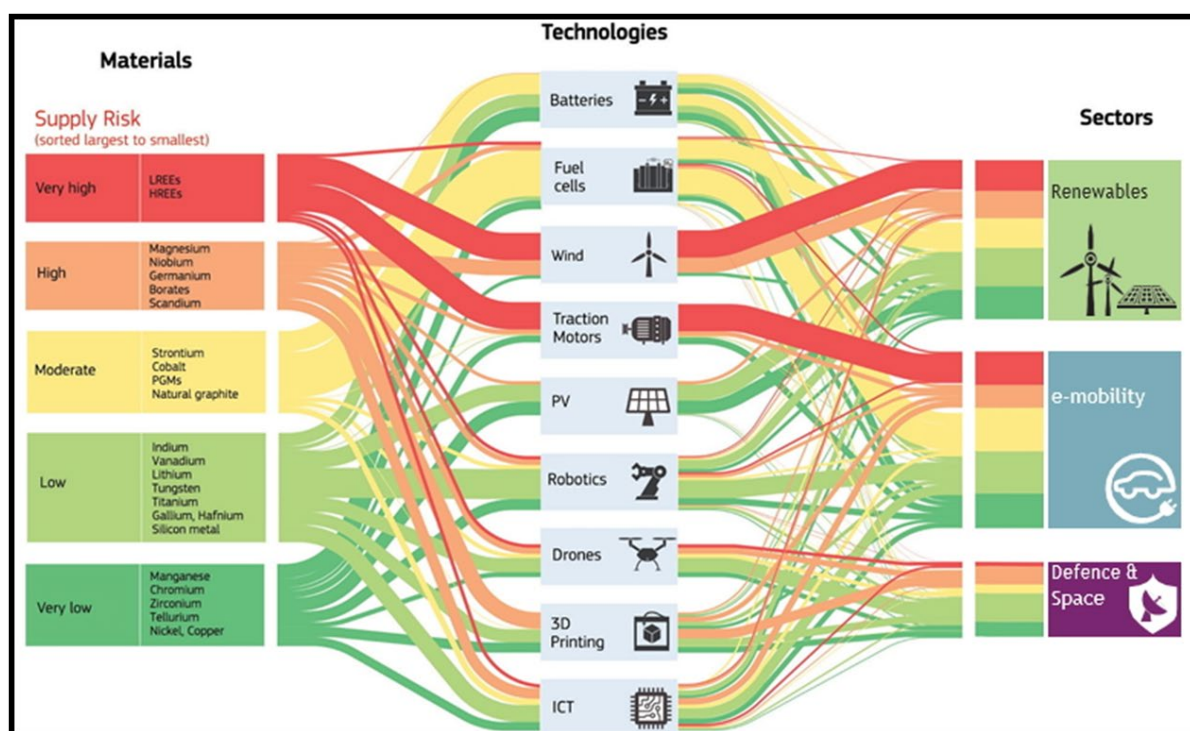 Technologies
Materials
Sectors
Supply Risk
(sorted largest to smallest)
Very high
LREEs
HREEs
High
Magnesium
Niobium
Germanium
Borates
Scandium
Moderate
Strontium
Cobalt
PGMs
Natural graphite
Low
Indium
Vanadium
Lithium
Tungsten
Titanium
Gallium, Hafnium
Silicon metal
Very low
Manganese
Chromium
Zirconium
Tellurium
Nickel, Copper
Batteries
Fuel
cells
Wind
Traction
Motors
PV
Robotics
Drones
3D
Printing
ICT
Renewables
e-mobility
Defence &
Space